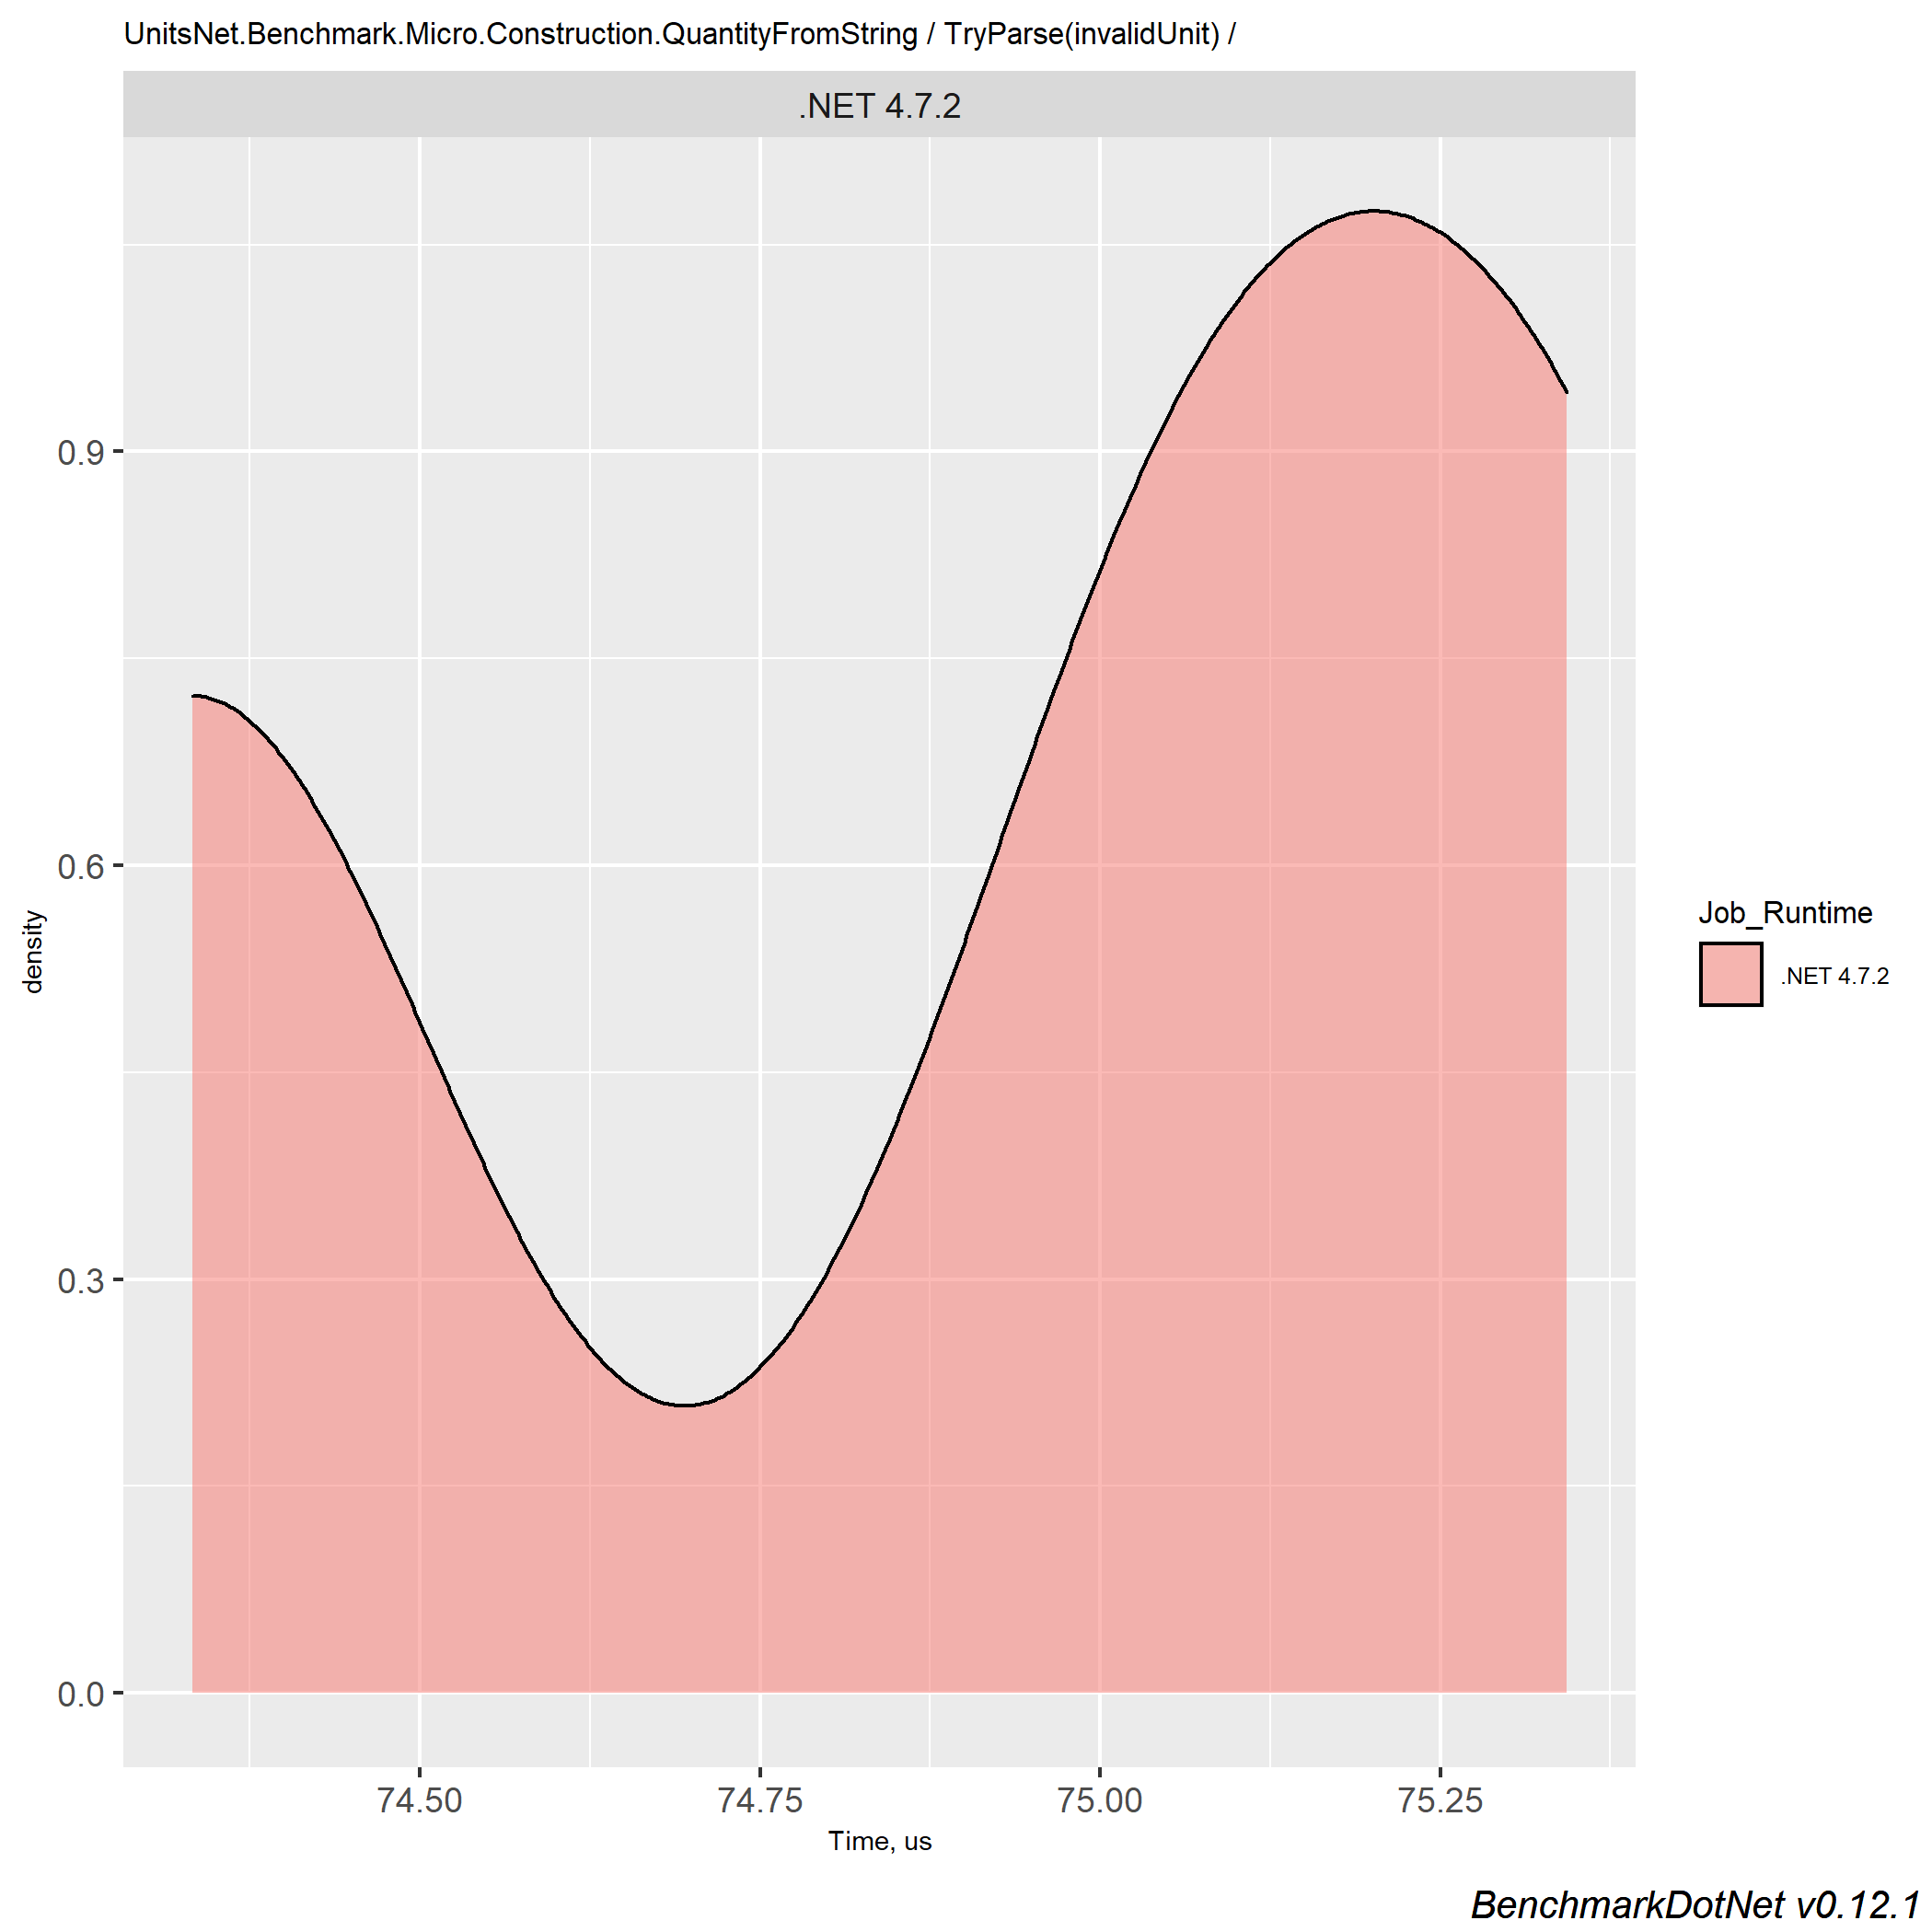 UnitsNet.Benchmark.Micro.Construction.QuantityFromString / TryParse(invalidUnit) /
.NET 4.7.2
0.9
0.6
0.3
0.0
density
74.50 74.75 75.00 75.25
Time, us
Job_Runtime
.NET 4.7.2
BenchmarkDotNet v0.12.1